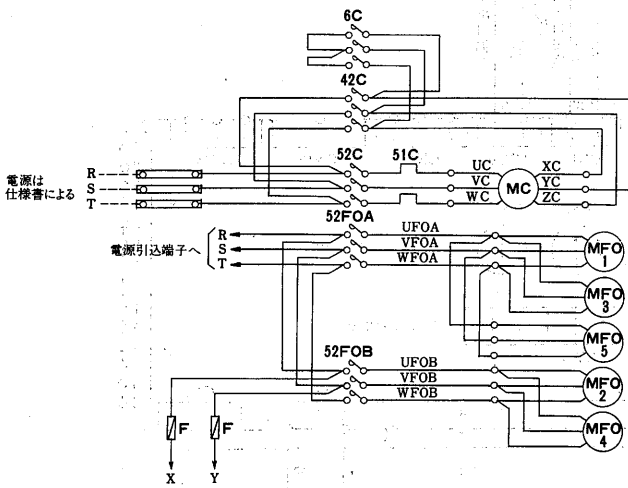 6C
42C
52C 51C
電源は
仕様書による
R
S
T
UC
VC
WC
MC
XC
YC
ZC
52FOA
電源引込端子へ
R
S
T
UFOA
VFOA
WFOA
MFO
1
MFO
3
MFO
5
52FOB
UFOB
VFOB
WFOB
MFO
2
MFO
4
F F
X Y